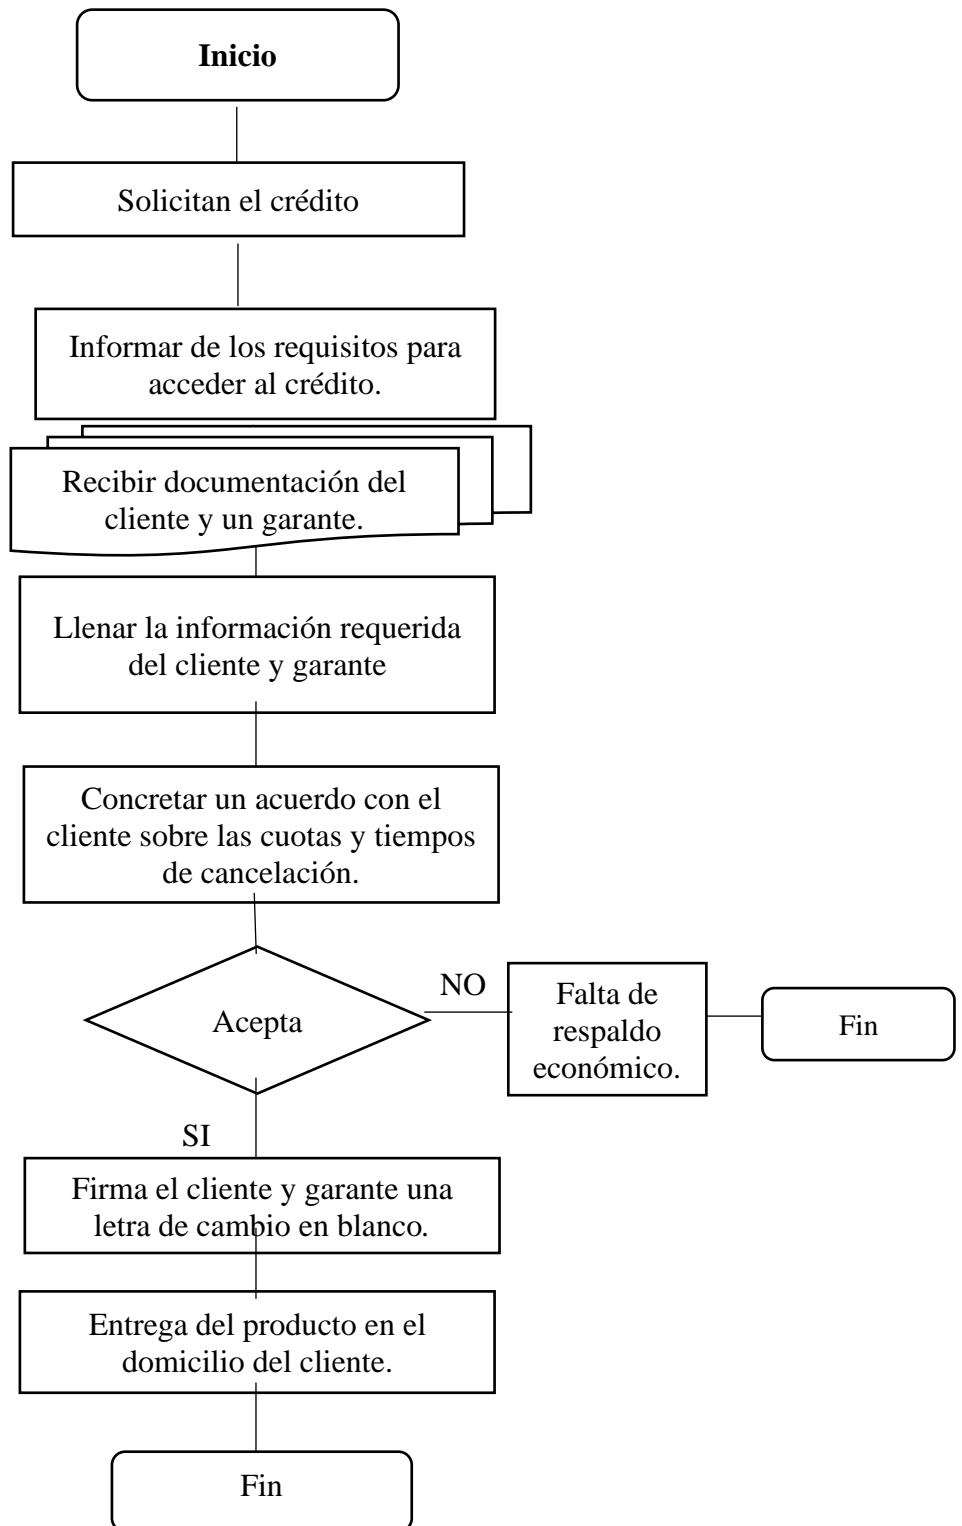 Inicio
Solicitan el crédito
Informar de los requisitos para
acceder al crédito.
Recibir documentación del
cliente y un garante.
Llenar la información requerida
del cliente y garante
Concretar un acuerdo con el
cliente sobre las cuotas y tiempos
de cancelación.
Acepta
NO
Falta de
respaldo
económico.
Fin
SI
Firma el cliente y garante una
letra de cambio en blanco.
Entrega del producto en el
domicilio del cliente.
Fin